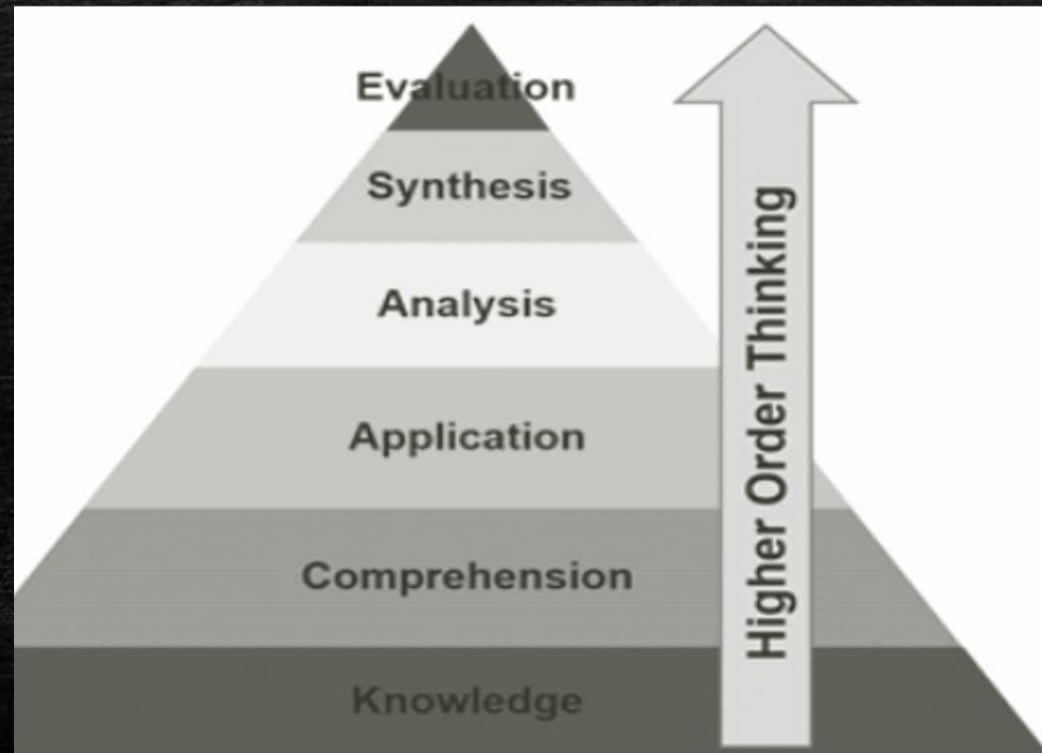 Evaluation
Synthesis
Analysis
Application
Comprehension
Knowledge
Higher Order Thinking